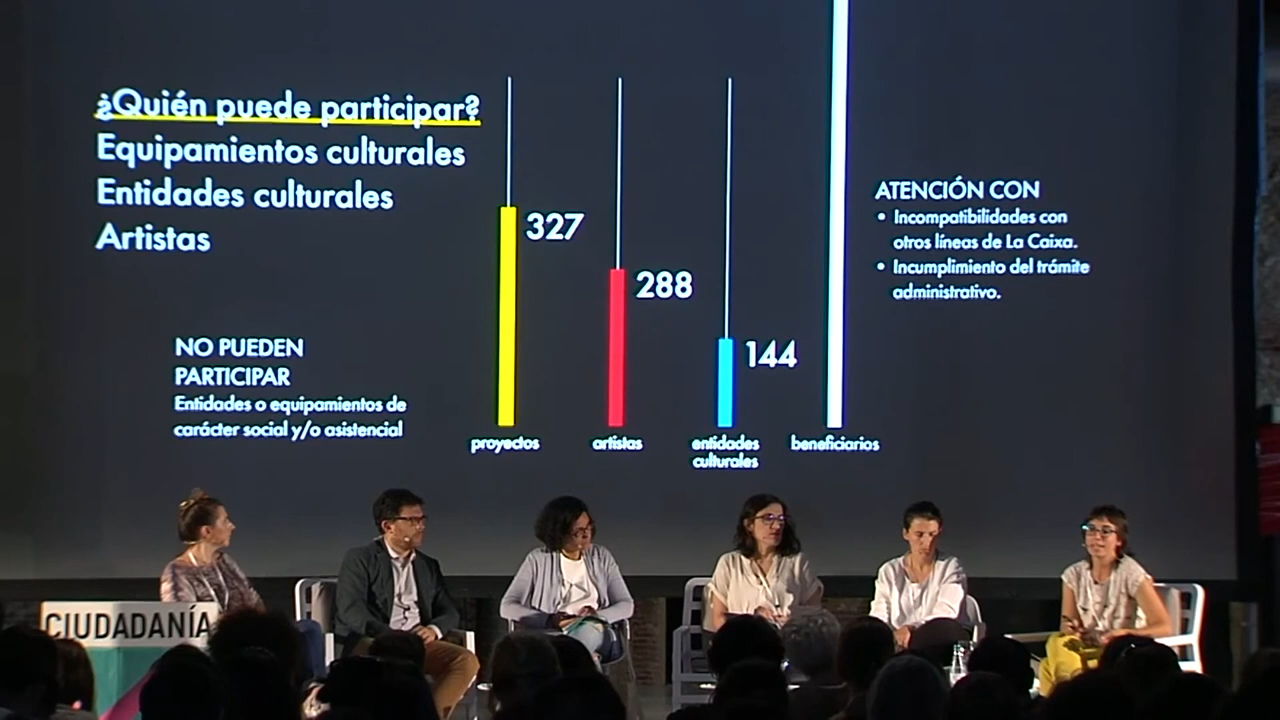 ¿Quién puede participar?
Equipamientos culturales
Entidades culturales
Artistas
NO PUEDEN
PARTICIPAR
Entidades o equipamientos de
carácter social y/o asistencial
327
288
144
proyectos
artistas
entidades
culturales
beneficiarios
ATENCIÓN CON
• Incompatibilidades con
otros líneas de La Caixa.
• Incumplimiento del trámite
administrativo.
CIUDADANÍA